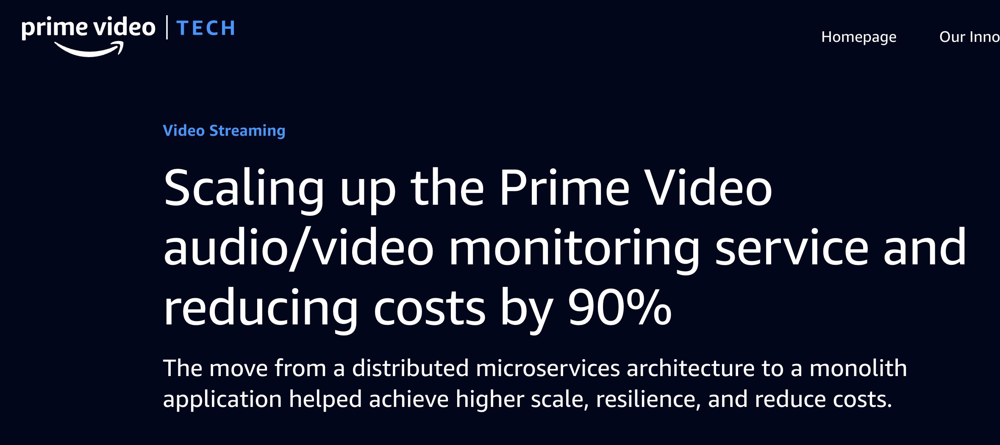 prime video | TECH
Homepage Our Inno
Video Streaming
Scaling up the Prime Video
audio/video monitoring service and
reducing costs by 90%
The move from a distributed microservices architecture to a monolith
application helped achieve higher scale, resilience, and reduce costs.